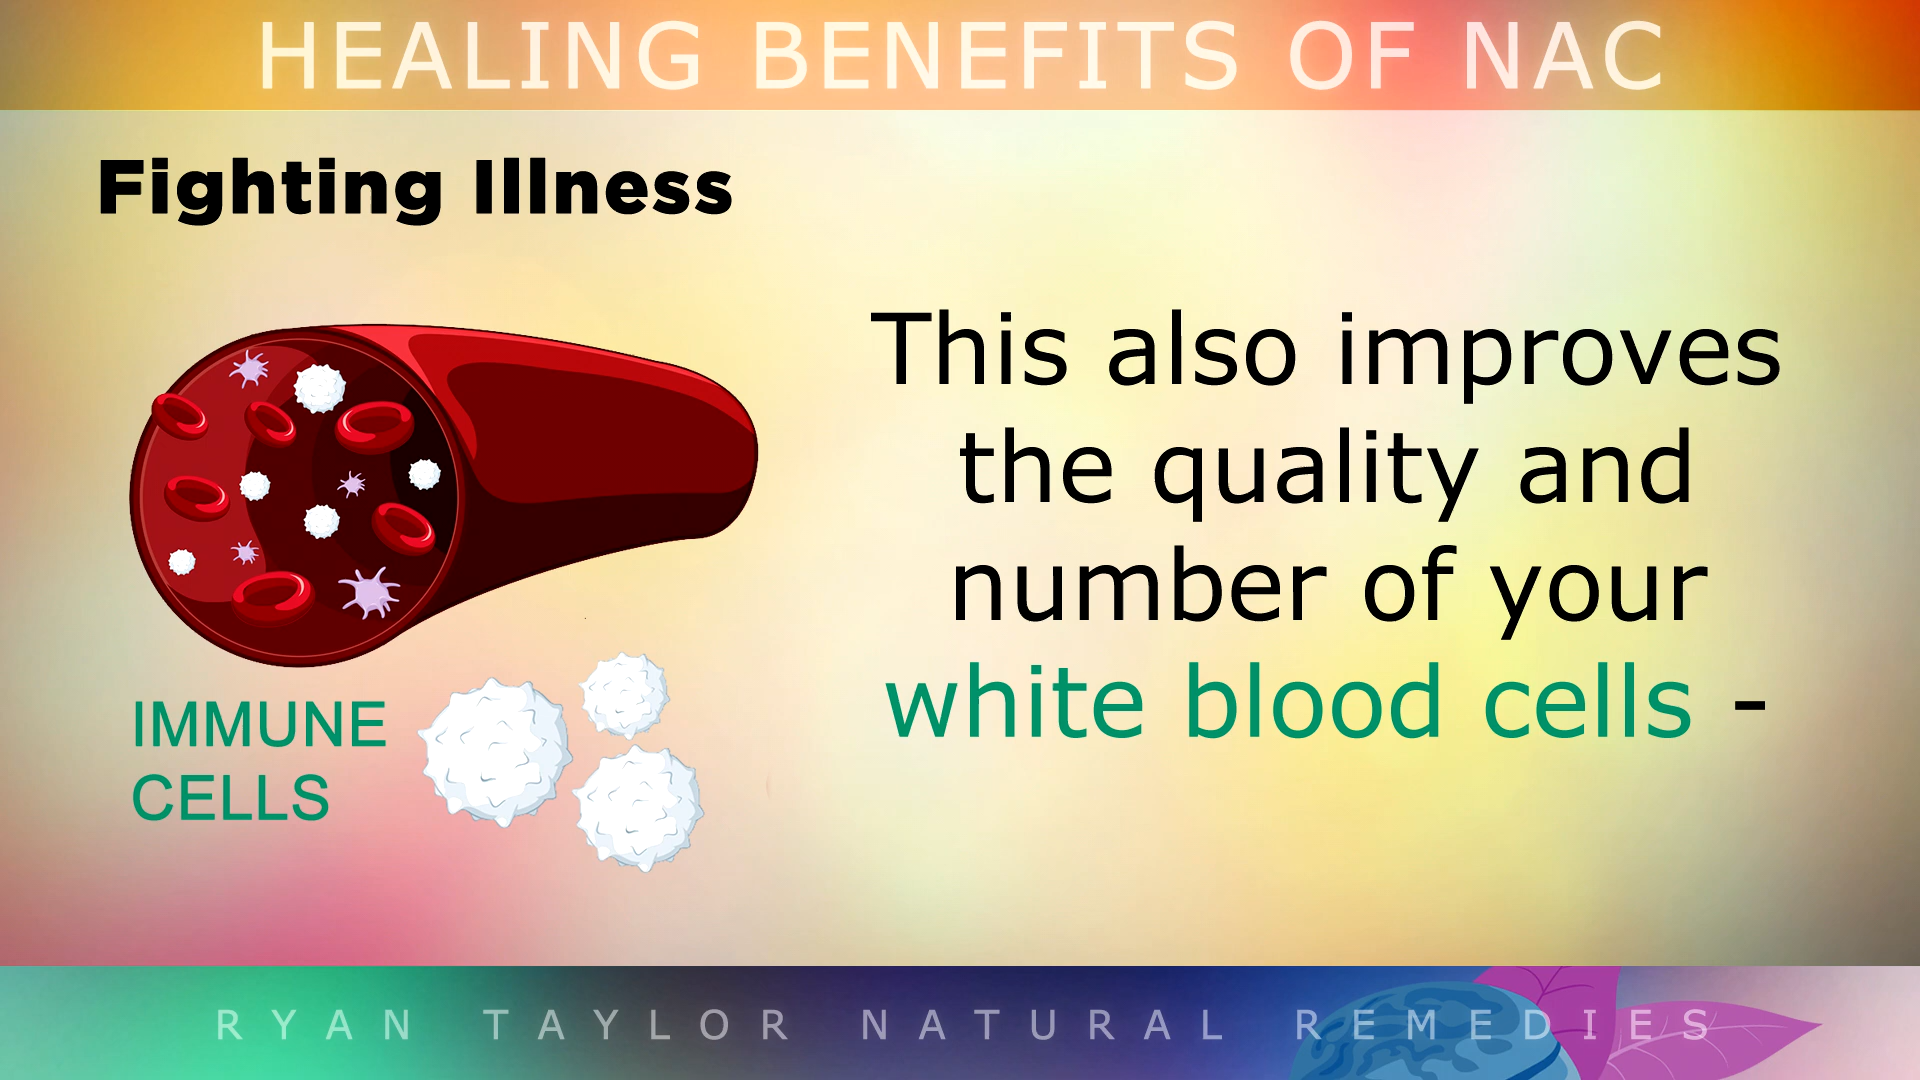 HEALING BENEFITS OF NAC
Fighting Illness
This also improves
the quality and
number of your
white blood cells -
IMMUNE
CELLS
RYAN TAYLOR NATURAL REMEDIES